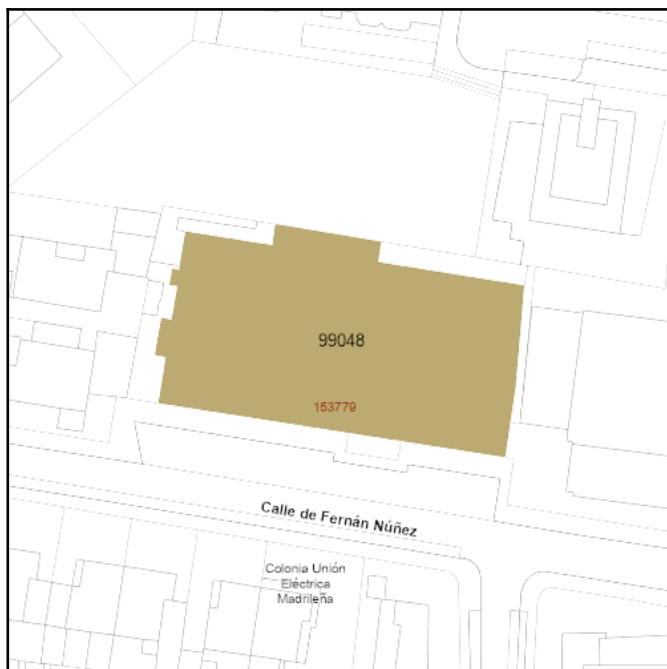 99048
153779
Calle de Fernán Núñez
Colonia Unión
Eléctrica
Madrileña